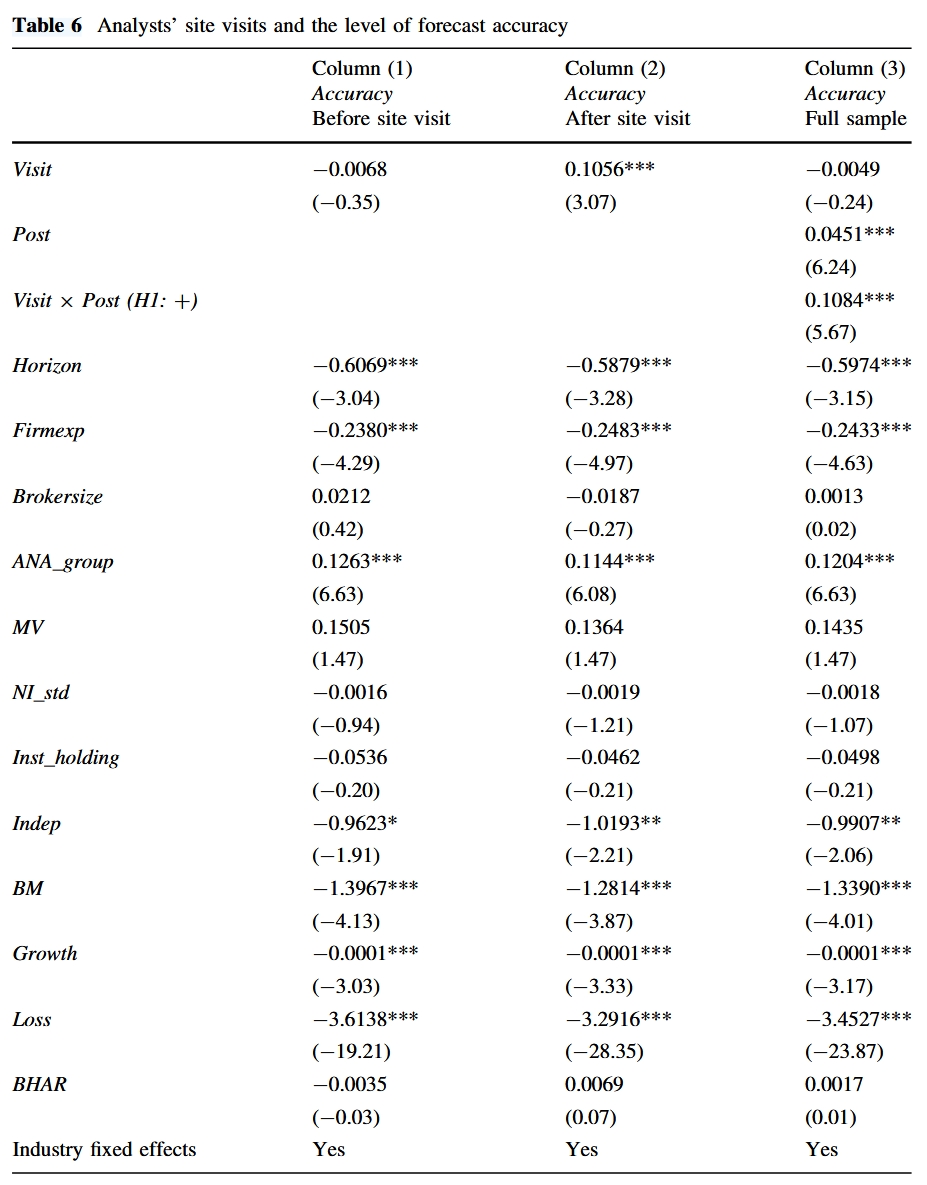 Table 6 Analysts' site visits and the level of forecast accuracy
Column (1) Column (2) Column (3)
Accuracy Accuracy Accuracy
Before site visit After site visit Full sample
Visit −0.0068 0.1056*** −0.0049
(−0.35) (3.07) (−0.24)
Post 0.0451***
(6.24)
Visit × Post (H1: +) 0.1084***
(5.67)
Horizon −0.6069*** −0.5879*** −0.5974***
(−3.04) (−3.28) (−3.15)
Firmexp −0.2380*** −0.2483*** −0.2433***
(−4.29) (−4.97) (−4.63)
Brokersize 0.0212 −0.0187 0.0013
(0.42) (−0.27) (0.02)
ANA_group 0.1263*** 0.1144*** 0.1204***
(6.63) (6.08) (6.63)
MV 0.1505 0.1364 0.1435
(1.47) (1.47) (1.47)
NI_std −0.0016 −0.0019 −0.0018
(−0.94) (−1.21) (−1.07)
Inst_holding −0.0536 −0.0462 −0.0498
(−0.20) (−0.21) (−0.21)
Indep −0.9623* −1.0193** −0.9907**
(−1.91) (−2.21) (−2.06)
BM −1.3967*** −1.2814*** −1.3390***
(−4.13) (−3.87) (−4.01)
Growth −0.0001*** −0.0001*** −0.0001***
(−3.03) (−3.33) (−3.17)
Loss −3.6138*** −3.2916*** −3.4527***
(−19.21) (−28.35) (−23.87)
BHAR −0.0035 0.0069 0.0017
(−0.03) (0.07) (0.01)
Industry fixed effects Yes Yes Yes